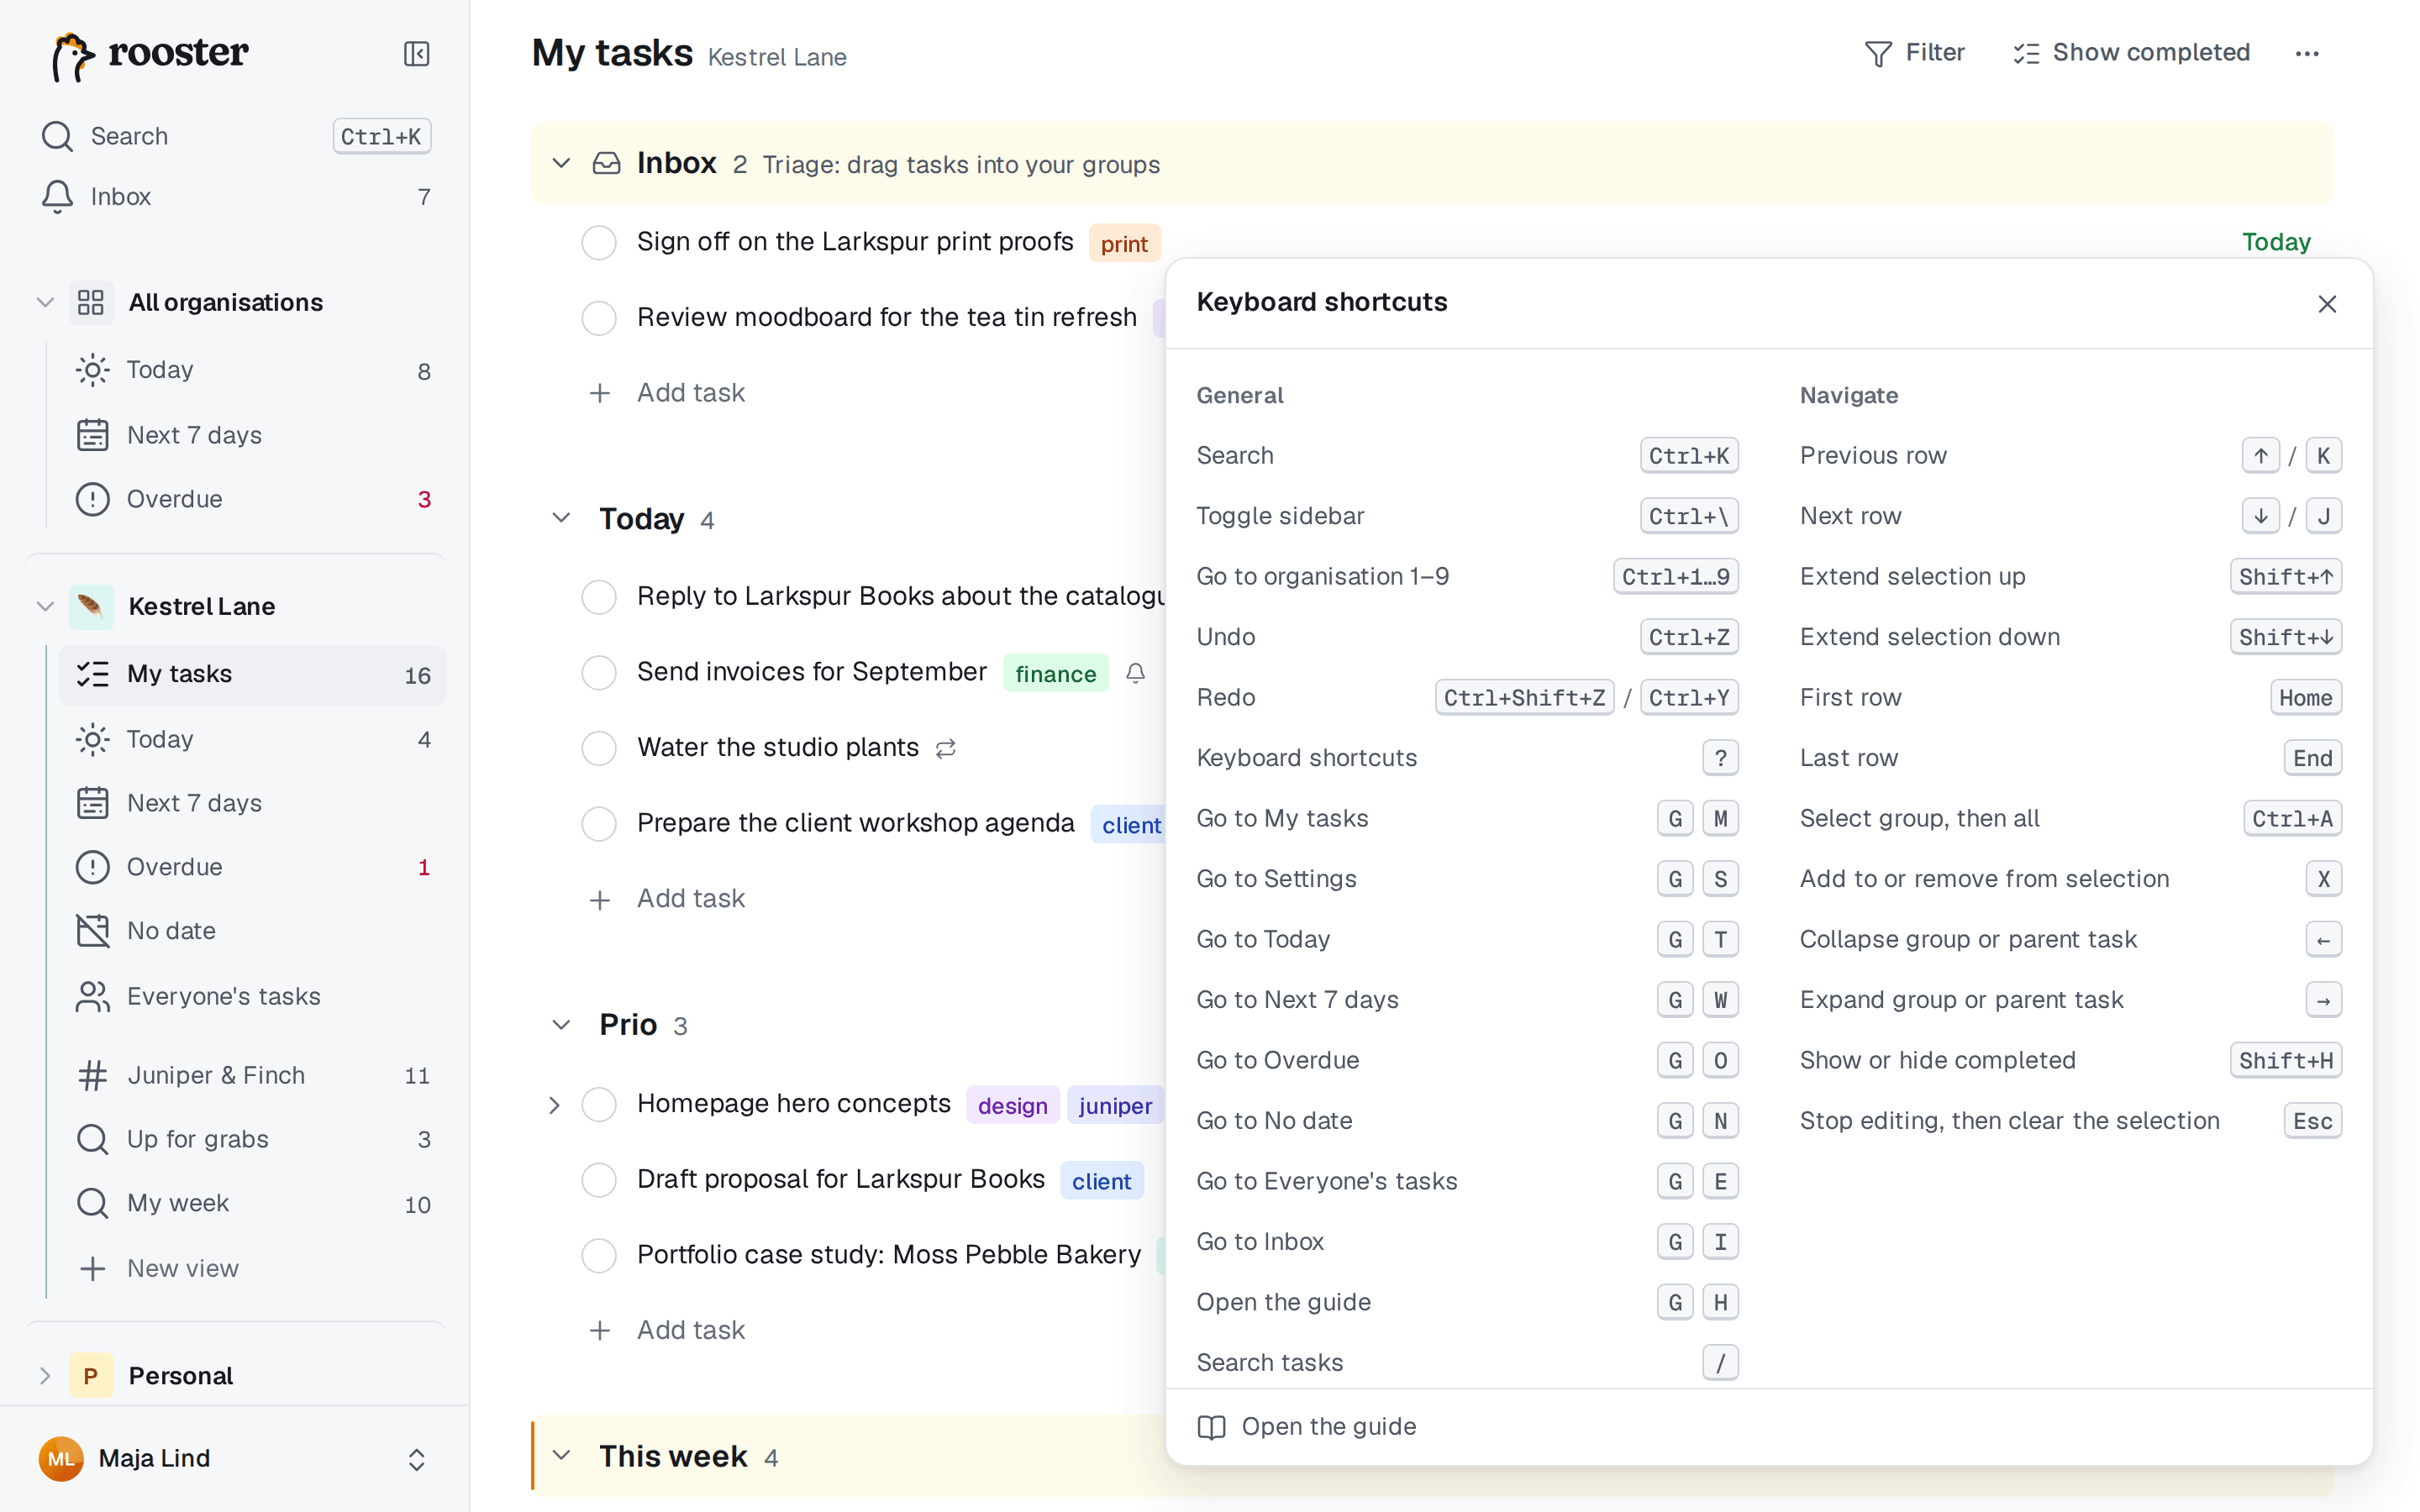 rooster
Search Ctrl+K
Inbox 7
All organisations
Today 8
Next 7 days
Overdue 3
Kestrel Lane
My tasks 16
Today 4
Next 7 days
Overdue 1
No date
Everyone's tasks
Juniper & Finch 11
Up for grabs 3
My week 10
New view
P Personal
ML Maja Lind
My tasks Kestrel Lane
Filter Show completed
Inbox 2 Triage: drag tasks into your groups
Sign off on the Larkspur print proofs print Today
Review moodboard for the tea tin refresh
Add task
Today 4
Reply to Larkspur Books about the catalogu
Send invoices for September finance
Water the studio plants
Prepare the client workshop agenda client
Add task
Prio 3
Homepage hero concepts design juniper
Draft proposal for Larkspur Books client
Portfolio case study: Moss Pebble Bakery
Add task
This week 4
Keyboard shortcuts
General
Search Ctrl+K
Toggle sidebar Ctrl+\
Go to organisation 1–9 Ctrl+1…9
Undo Ctrl+Z
Redo Ctrl+Shift+Z / Ctrl+Y
Keyboard shortcuts ?
Go to My tasks G M
Go to Settings G S
Go to Today G T
Go to Next 7 days G W
Go to Overdue G O
Go to No date G N
Go to Everyone's tasks G E
Go to Inbox G I
Open the guide G H
Search tasks /
Navigate
Previous row ↑ / K
Next row ↓ / J
Extend selection up Shift+↑
Extend selection down Shift+↓
First row Home
Last row End
Select group, then all Ctrl+A
Add to or remove from selection X
Collapse group or parent task ←
Expand group or parent task →
Show or hide completed Shift+H
Stop editing, then clear the selection Esc
Open the guide